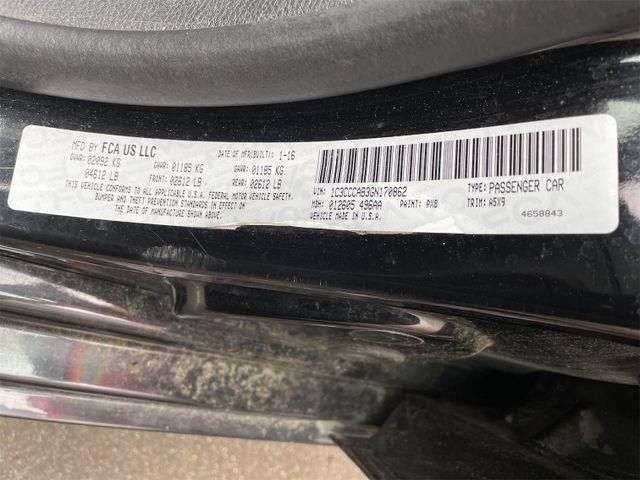 MFD BY FCA US LLC DATE OF MFR(BUILT): 1-16
GVWR: 02092 KG GAWR: 01185 KG GAWR: 01185 KG
04612 LB FRONT: 02612 LB REAR: 02612 LB
THIS VEHICLE CONFORMS TO ALL APPLICABLE U.S.A. FEDERAL MOTOR VEHICLE SAFETY,
BUMPER AND THEFT PREVENTION STANDARDS IN EFFECT ON
THE DATE OF MANUFACTURE SHOWN ABOVE.
VIN: 1C3CCCAB3GN170862 TYPE: PASSENGER CAR
MDH: 012605 496AA PAINT: PX8 TRIM: A5X9
VEHICLE MADE IN: U.S.A. 4658843